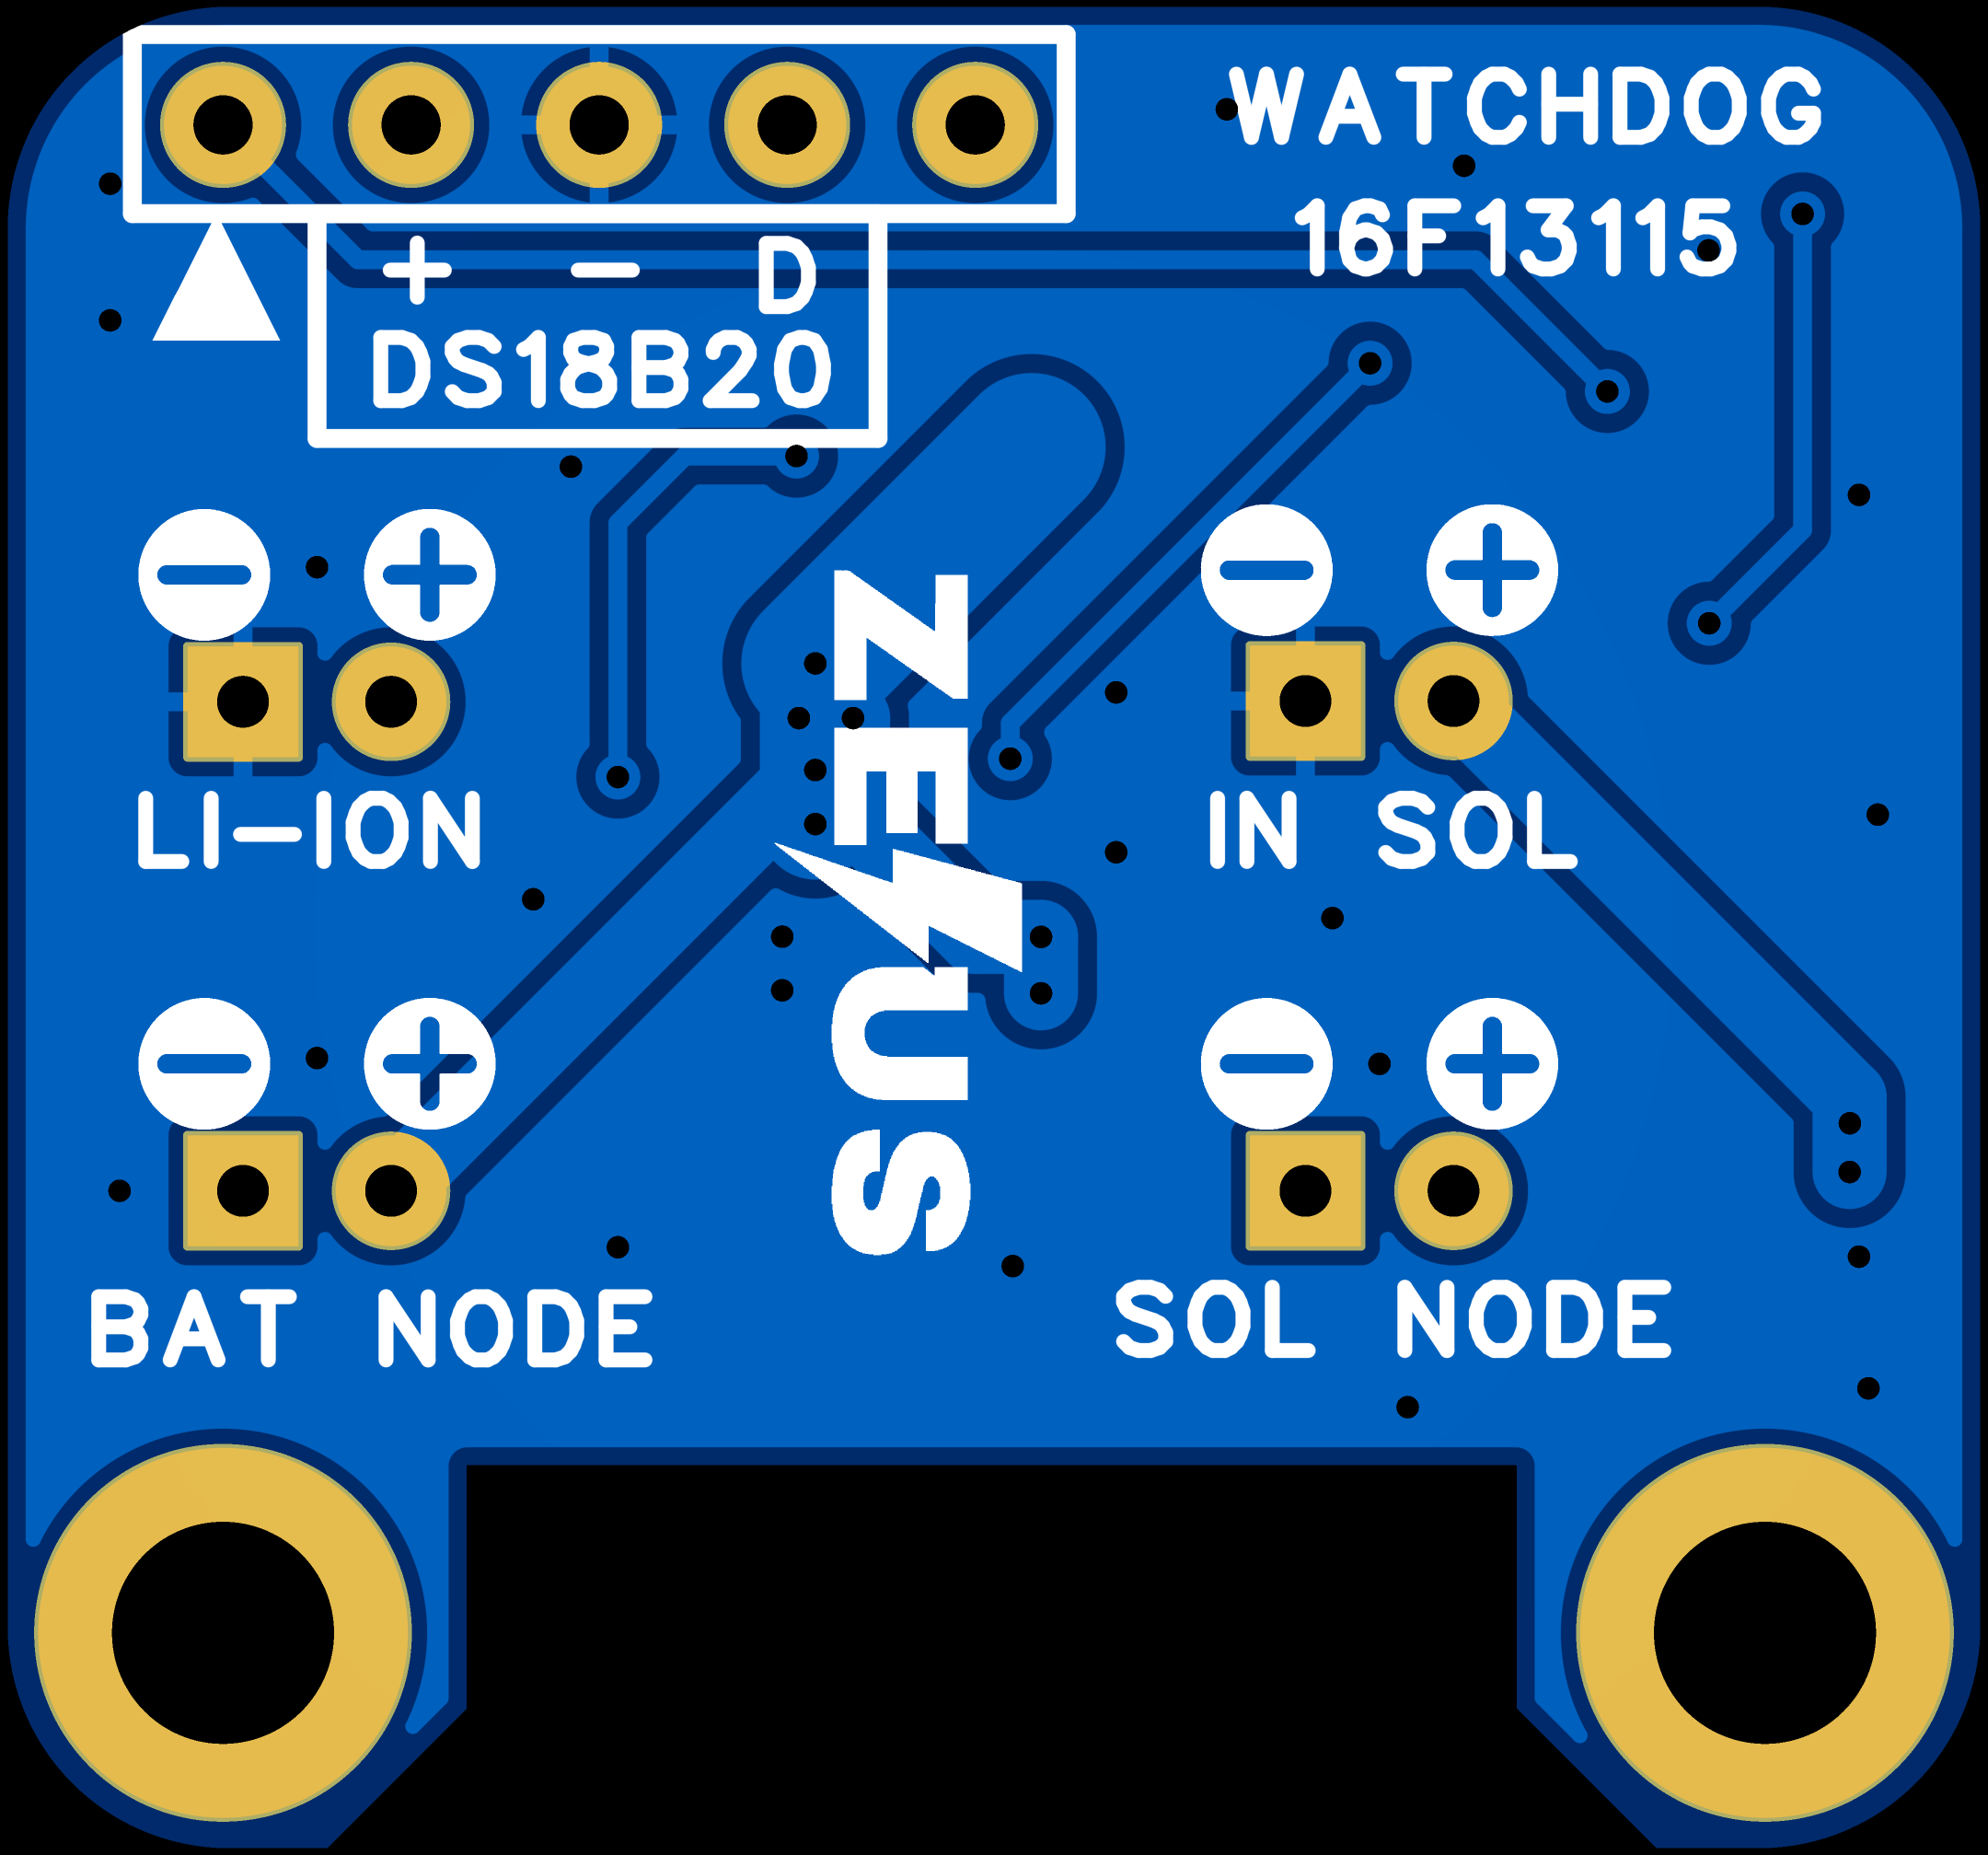 WATCHDOG
16F13115
+ − D
DS18B20
− +
− +
LI-ION
IN SOL
ZEUS
− +
− +
BAT NODE
SOL NODE